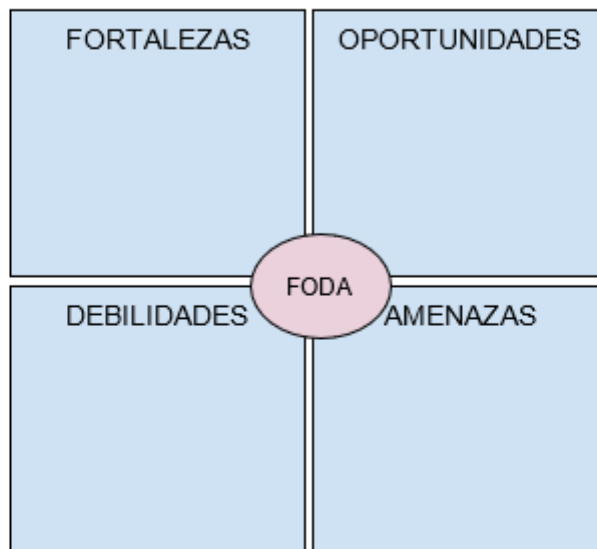 FORTALEZAS
OPORTUNIDADES
FODA
DEBILIDADES
AMENAZAS